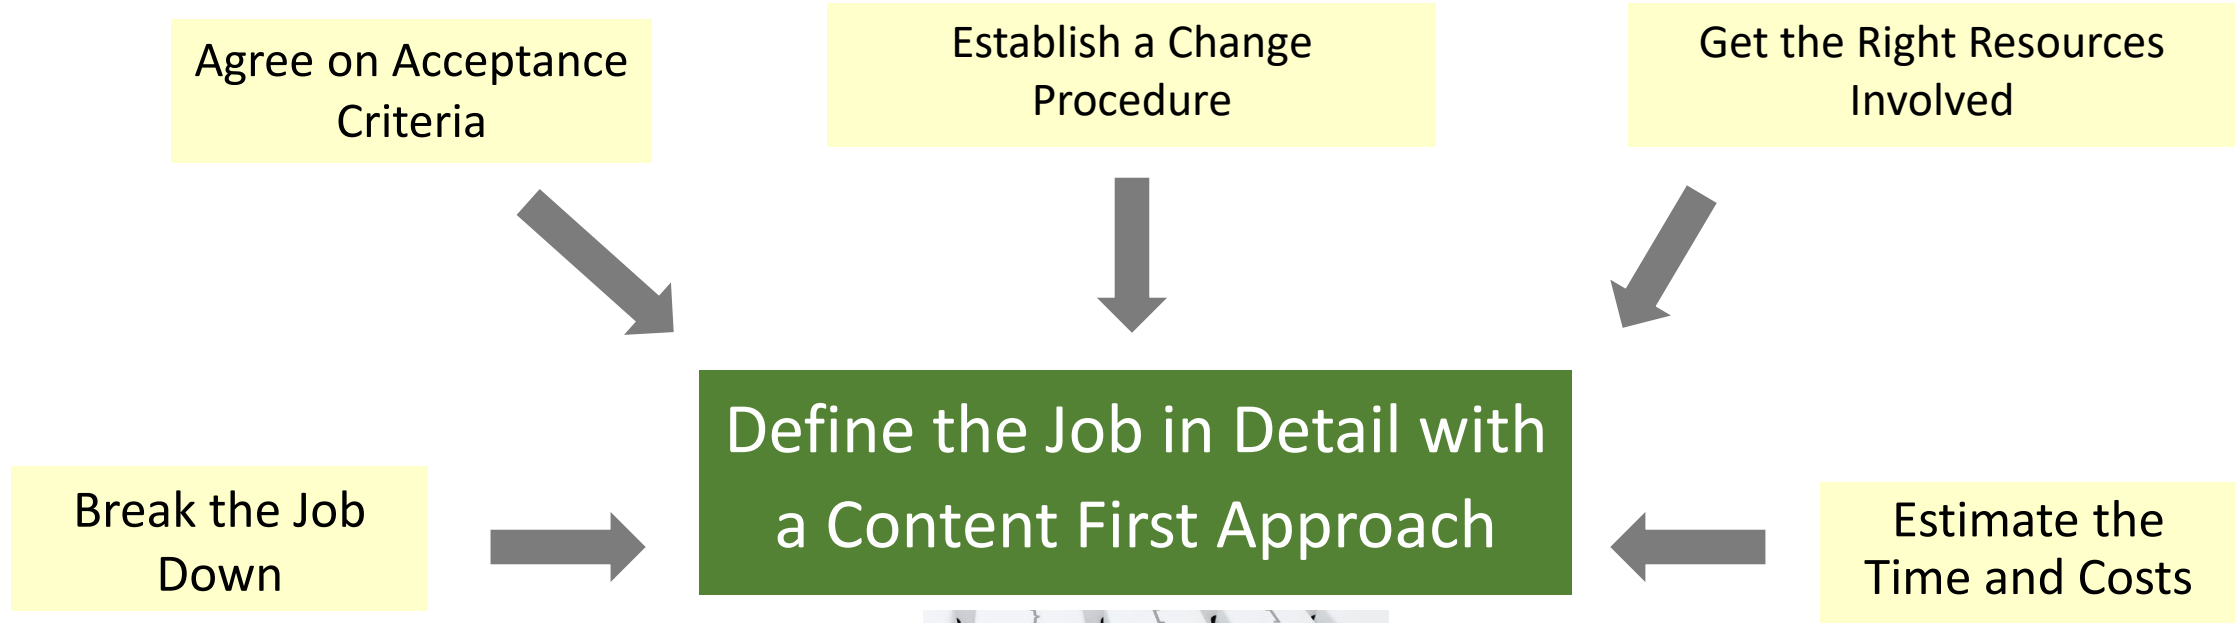 Agree on Acceptance
Criteria
Establish a Change
Procedure
Get the Right Resources
Involved
Define the Job in Detail with
a Content First Approach
Break the Job
Down
Estimate the
Time and Costs